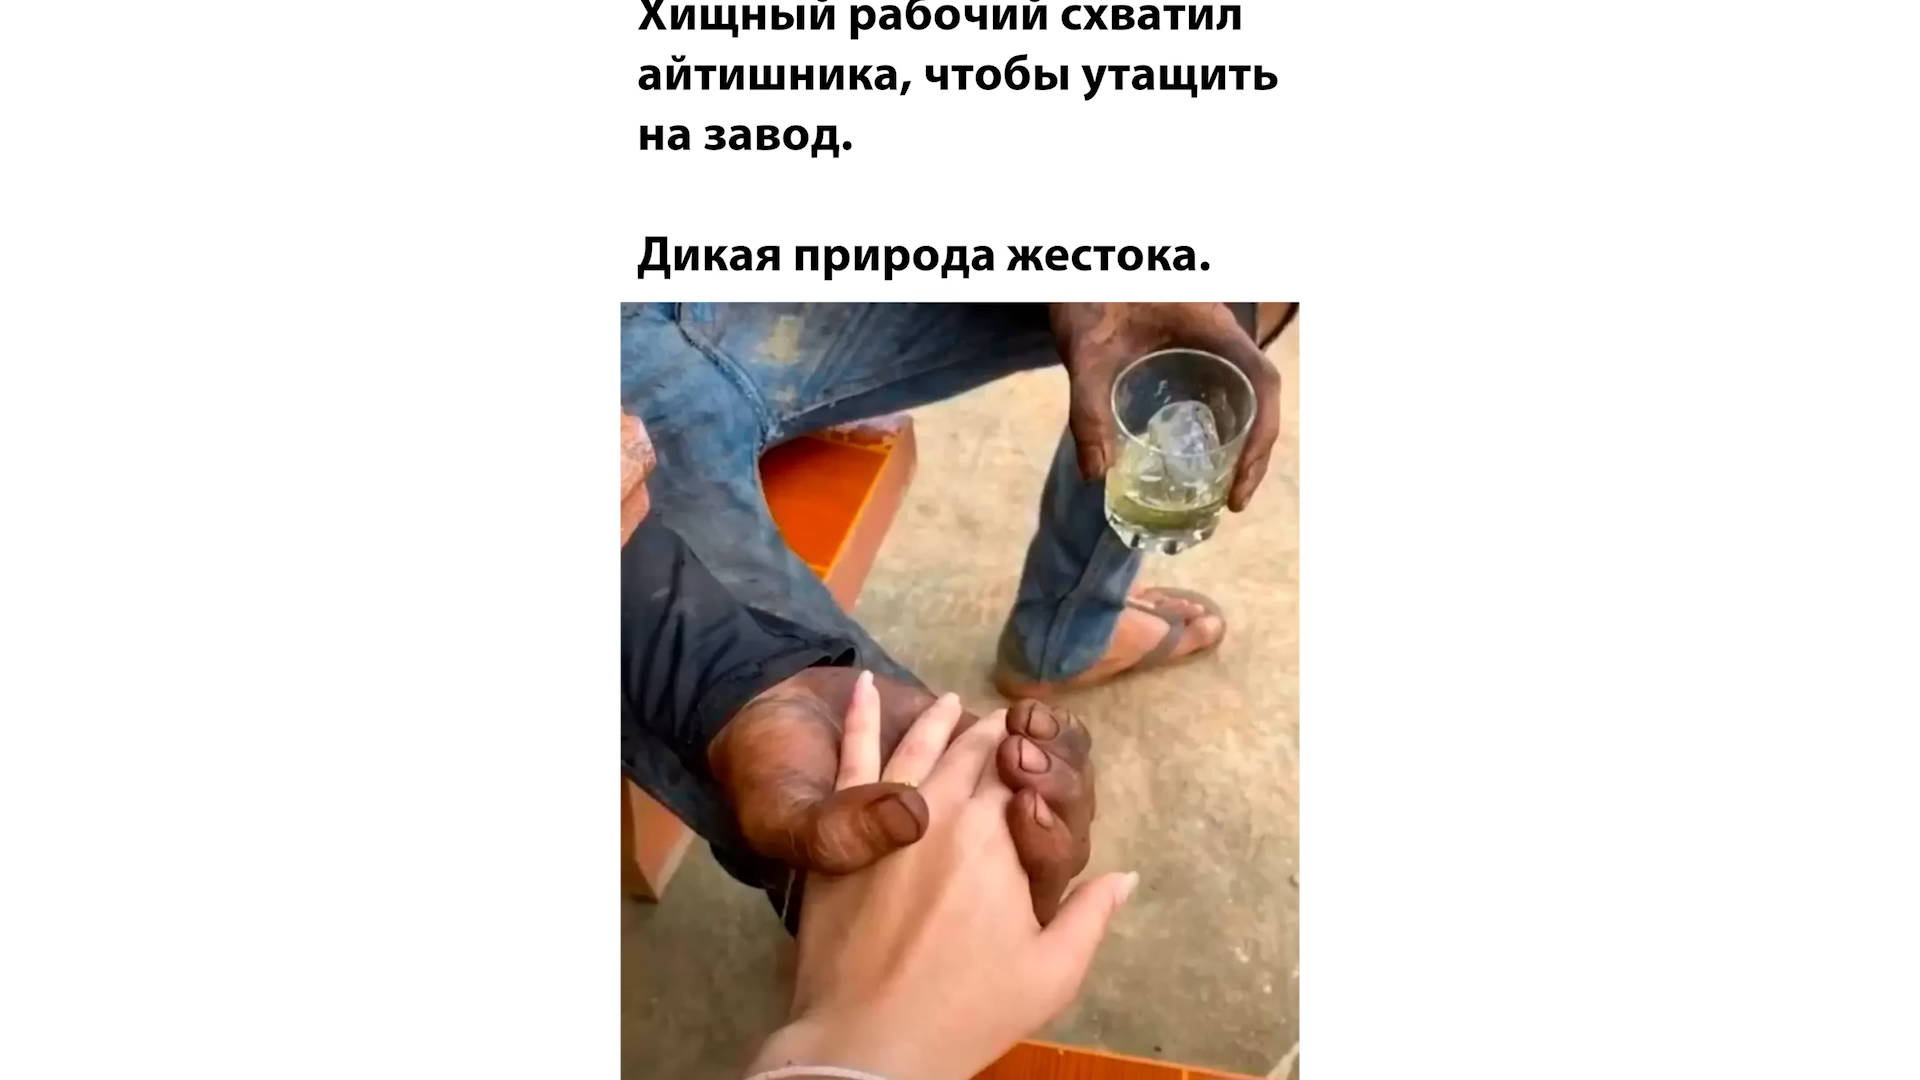 Хищный рабочий схватил
айтишника, чтобы утащить
на завод.
Дикая природа жестока.